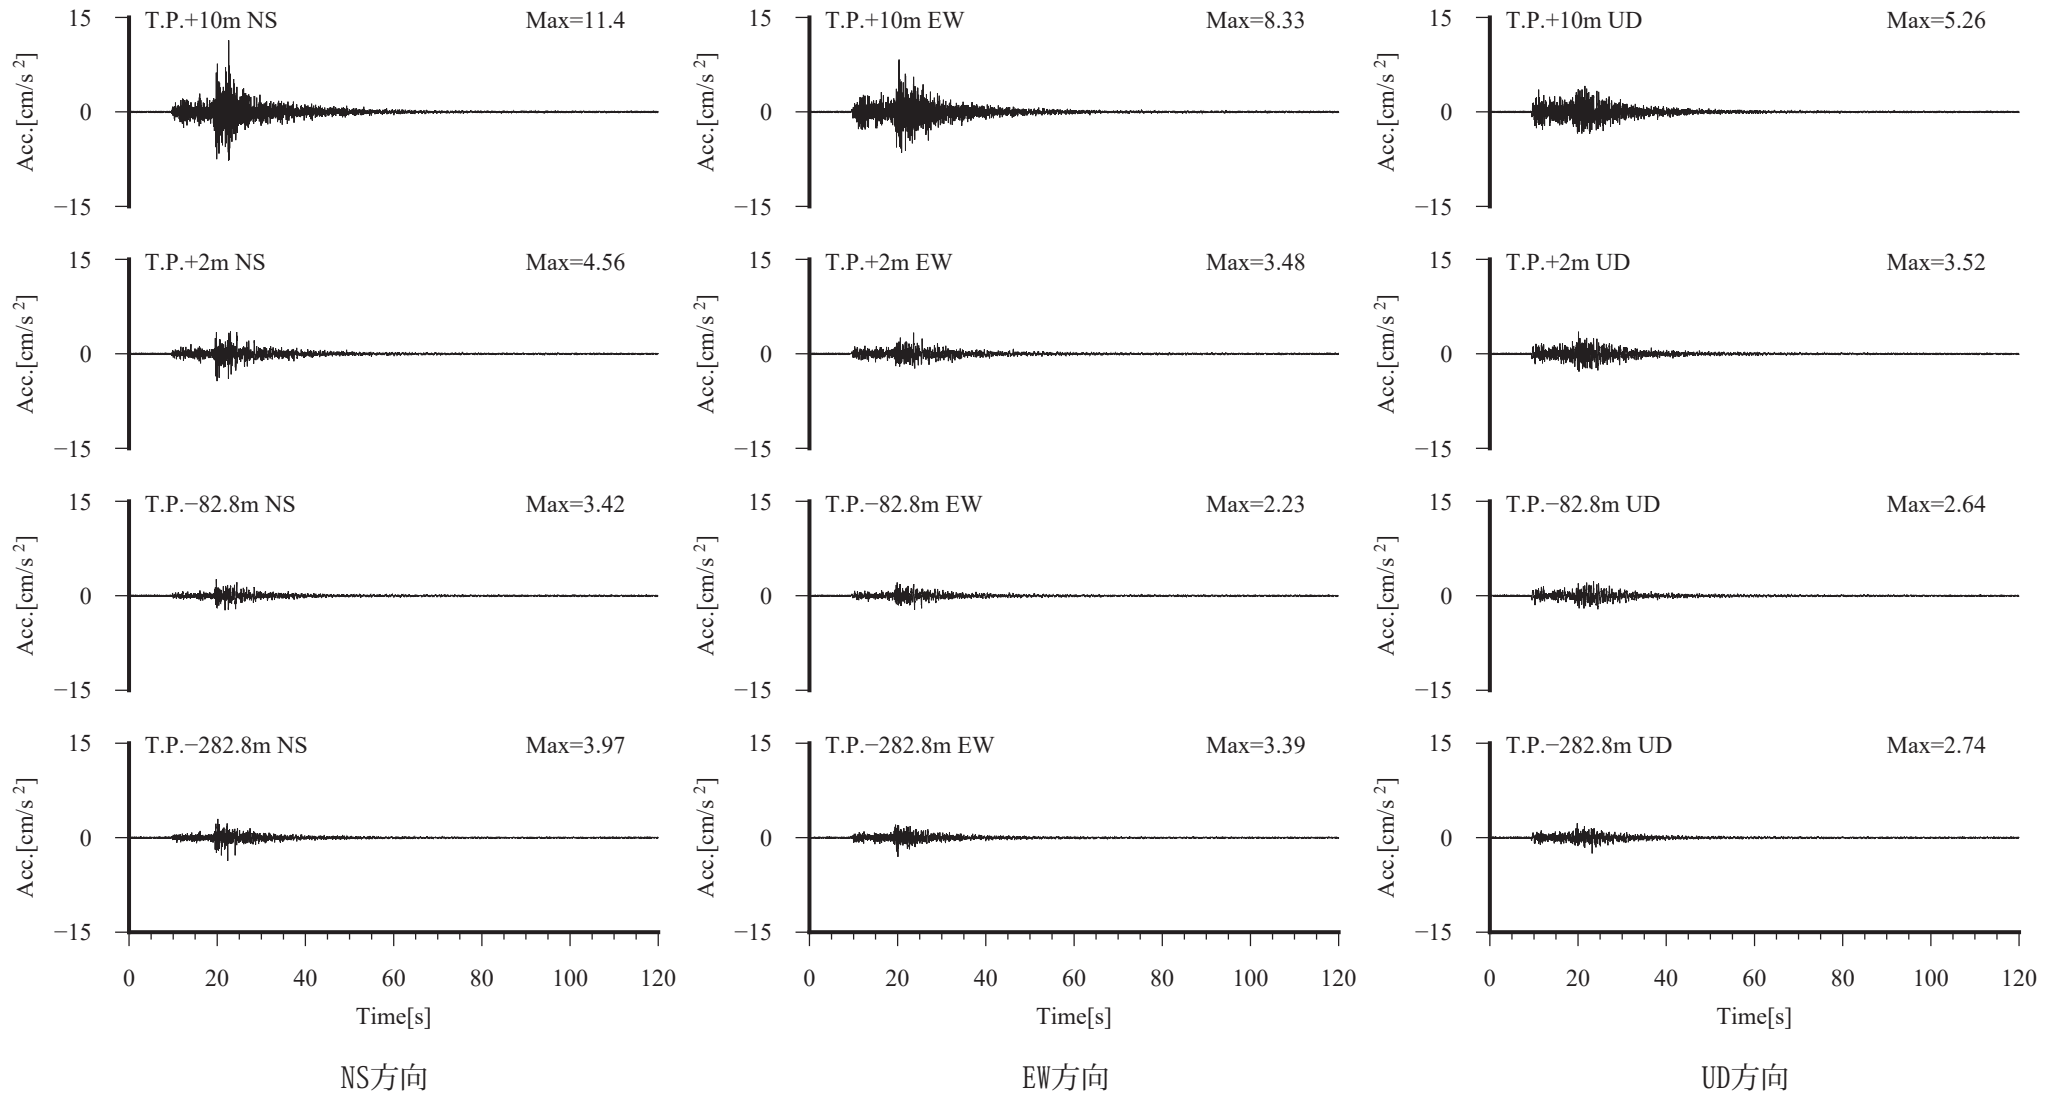 T.P.+10m NS Max=11.4
15
0
−15
Acc.[cm/s²]
T.P.+2m NS Max=4.56
15
0
−15
Acc.[cm/s²]
T.P.−82.8m NS Max=3.42
15
0
−15
Acc.[cm/s²]
T.P.−282.8m NS Max=3.97
15
0
−15
Acc.[cm/s²]
0 20 40 60 80 100 120
Time[s]
NS方向
T.P.+10m EW Max=8.33
15
0
−15
Acc.[cm/s²]
T.P.+2m EW Max=3.48
15
0
−15
Acc.[cm/s²]
T.P.−82.8m EW Max=2.23
15
0
−15
Acc.[cm/s²]
T.P.−282.8m EW Max=3.39
15
0
−15
Acc.[cm/s²]
0 20 40 60 80 100 120
Time[s]
EW方向
T.P.+10m UD Max=5.26
15
0
−15
Acc.[cm/s²]
T.P.+2m UD Max=3.52
15
0
−15
Acc.[cm/s²]
T.P.−82.8m UD Max=2.64
15
0
−15
Acc.[cm/s²]
T.P.−282.8m UD Max=2.74
15
0
−15
Acc.[cm/s²]
0 20 40 60 80 100 120
Time[s]
UD方向